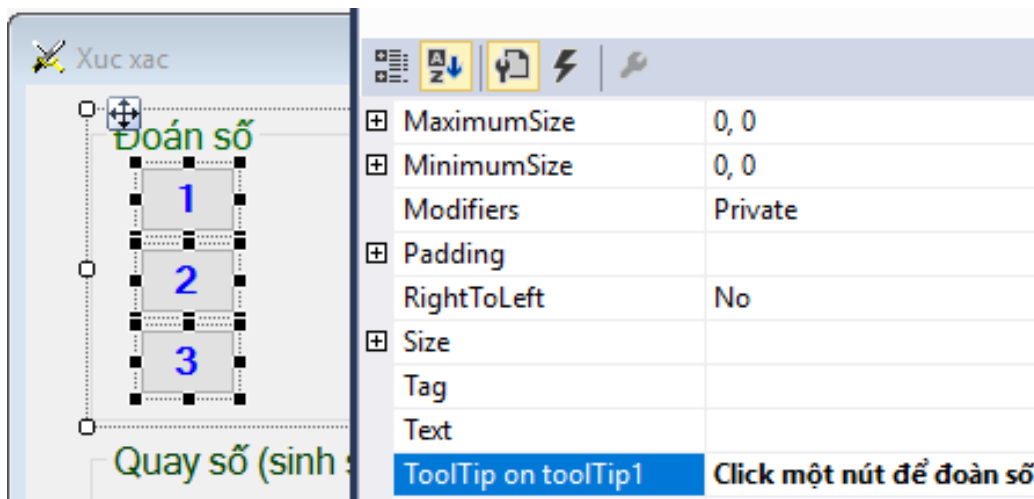 Xuc xac
Đoán số
1
2
3
Quay số (sinh
MaximumSize 0, 0
MinimumSize 0, 0
Modifiers Private
Padding
RightToLeft No
Size
Tag
Text
ToolTip on toolTip1 Click một nút để đoàn số